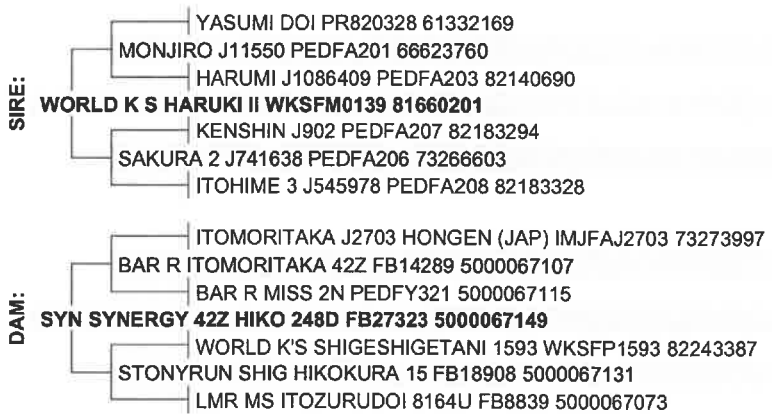 SIRE:
YASUMI DOI PR820328 61332169
MONJIRO J11550 PEDFA201 66623760
HARUMI J1086409 PEDFA203 82140690
WORLD K S HARUKI II WKSFM0139 81660201
KENSHIN J902 PEDFA207 82183294
SAKURA 2 J741638 PEDFA206 73266603
ITOHIME 3 J545978 PEDFA208 82183328
DAM:
ITOMORITAKA J2703 HONGEN (JAP) IMJFAJ2703 73273997
BAR R ITOMORITAKA 42Z FB14289 5000067107
BAR R MISS 2N PEDFY321 5000067115
SYN SYNERGY 42Z HIKO 248D FB27323 5000067149
WORLD K'S SHIGESHIGETANI 1593 WKSFP1593 82243387
STONYRUN SHIG HIKOKURA 15 FB18908 5000067131
LMR MS ITOZURUDOI 8164U FB8839 5000067073